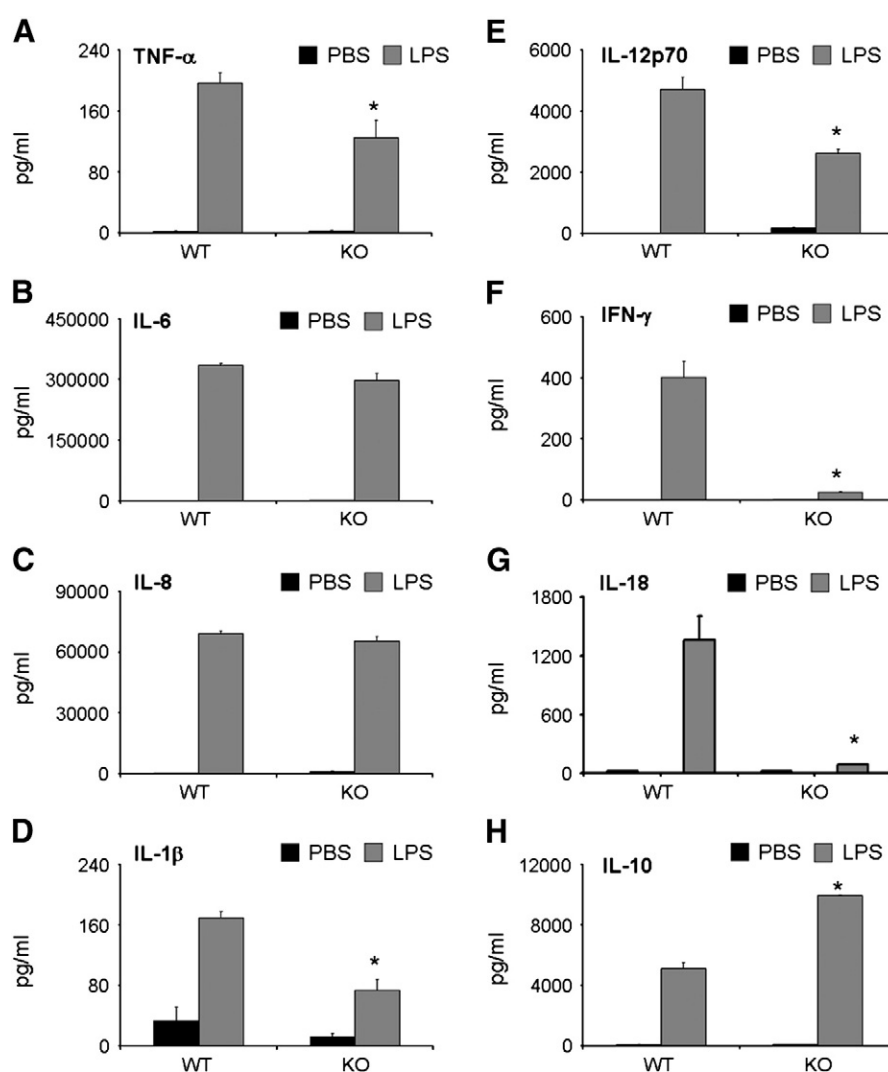 A
TNF-α
PBS LPS
240
160
80
0
pg/ml
*
WT KO
B
IL-6
PBS LPS
450000
300000
150000
0
pg/ml
WT KO
C
IL-8
PBS LPS
90000
60000
30000
0
pg/ml
WT KO
D
IL-1β
PBS LPS
240
160
80
0
pg/ml
*
WT KO
E
IL-12p70
PBS LPS
6000
4000
2000
0
pg/ml
*
WT KO
F
IFN-γ
PBS LPS
600
400
200
0
pg/ml
*
WT KO
G
IL-18
PBS LPS
1800
1200
600
0
pg/ml
*
WT KO
H
IL-10
PBS LPS
12000
8000
4000
0
pg/ml
*
WT KO